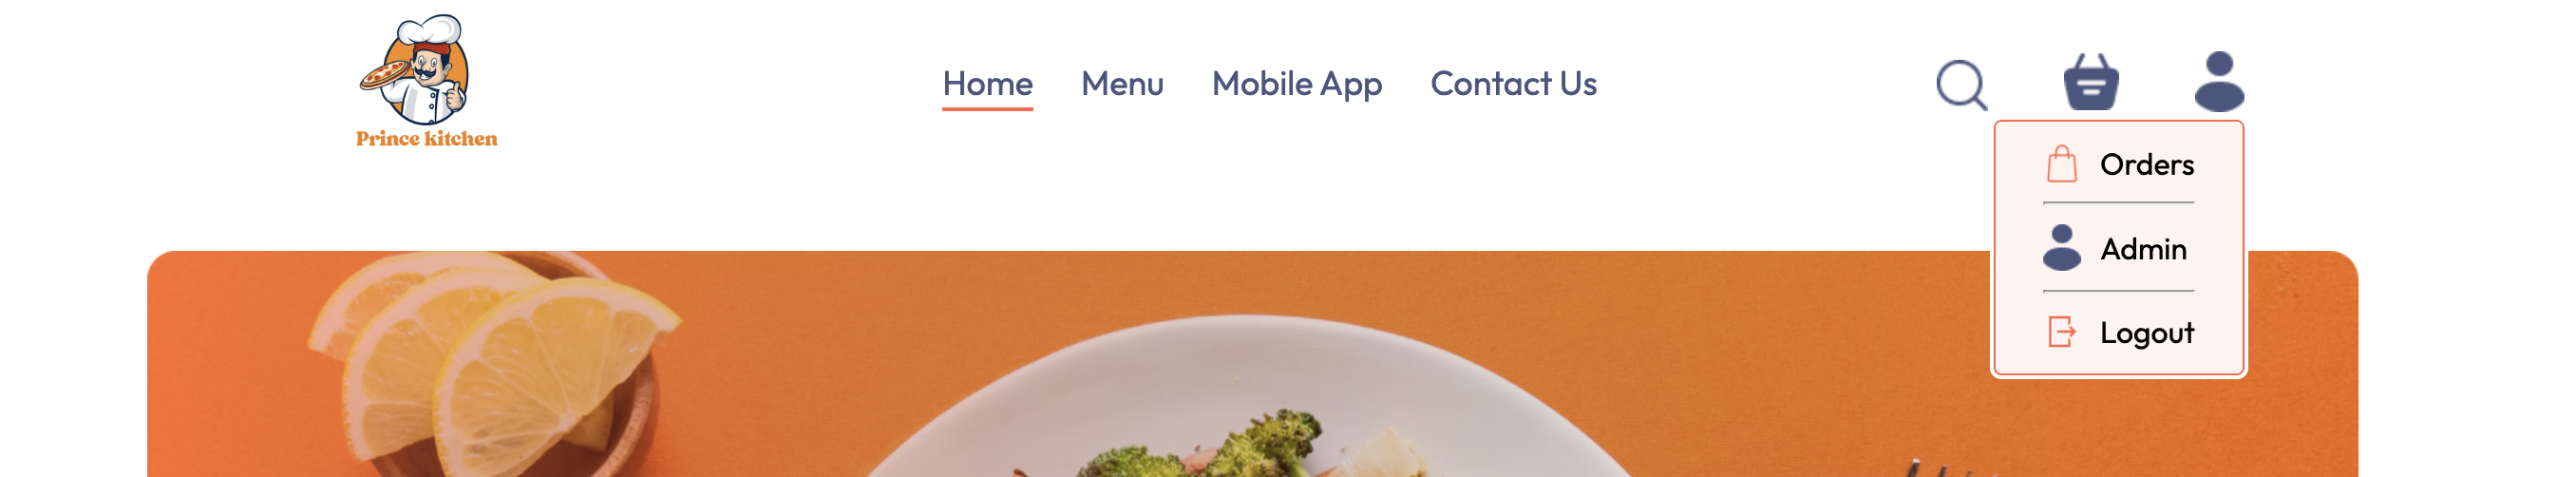 Prince kitchen
Home Menu Mobile App Contact Us
Orders
Admin
Logout